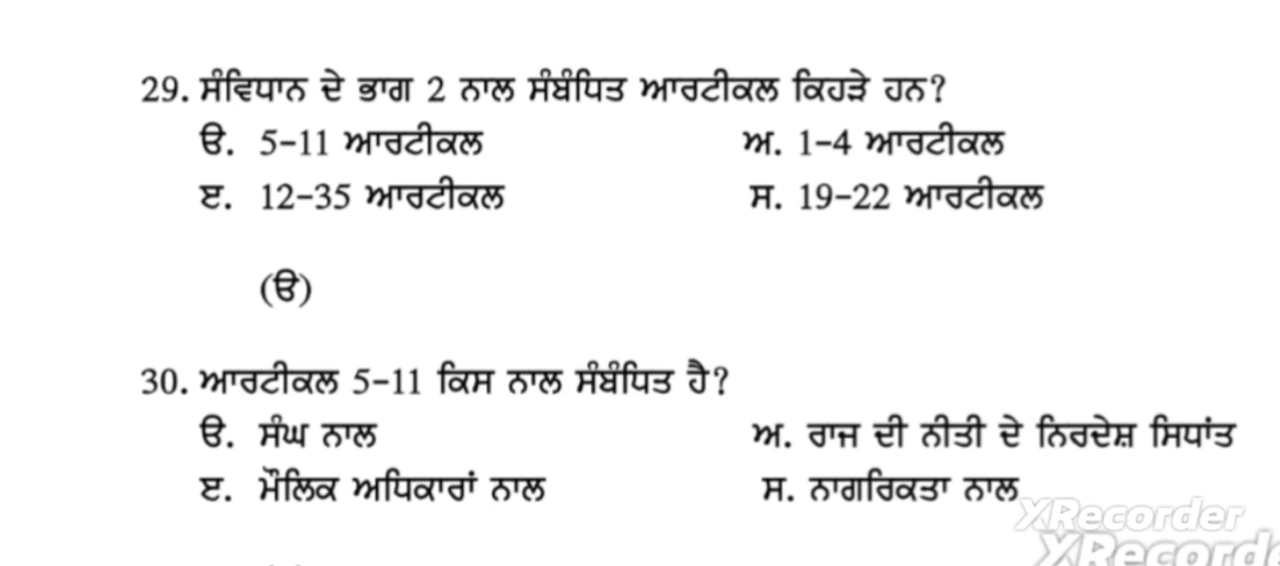 29. ਸੰਵਿਧਾਨ ਦੇ ਭਾਗ 2 ਨਾਲ ਸੰਬੰਧਿਤ ਆਰਟੀਕਲ ਕਿਹੜੇ ਹਨ?
ੳ. 5-11 ਆਰਟੀਕਲ ਅ. 1-4 ਆਰਟੀਕਲ
ੲ. 12-35 ਆਰਟੀਕਲ ਸ. 19-22 ਆਰਟੀਕਲ
(ੳ)
30. ਆਰਟੀਕਲ 5-11 ਕਿਸ ਨਾਲ ਸੰਬੰਧਿਤ ਹੈ?
ੳ. ਸੰਘ ਨਾਲ ਅ. ਰਾਜ ਦੀ ਨੀਤੀ ਦੇ ਨਿਰਦੇਸ਼ ਸਿਧਾਂਤ
ੲ. ਮੌਲਿਕ ਅਧਿਕਾਰਾਂ ਨਾਲ ਸ. ਨਾਗਰਿਕਤਾ ਨਾਲ
XRecorder
XRecorde